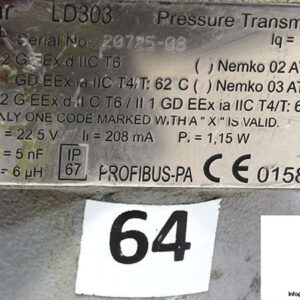 ar LD303 Pressure Transm
Serial No: 20725-08 Iq =
2 G EEx d IIC T6 ( ) Nemko 02 AT
1 GD EEx ia IIC T4/T: 62 C ( ) Nemko 03 AT
2 G EEx d II C T6 / II 1 GD EEx ia IIC T4/T: 6
NLY ONE CODE MARKED WITH A "X" IS VALID.
= 22.5 V Ii = 208 mA Pi = 1,15 W
= 5 nF IP 67 PROFIBUS-PA CE 0158
= 6 µH
64